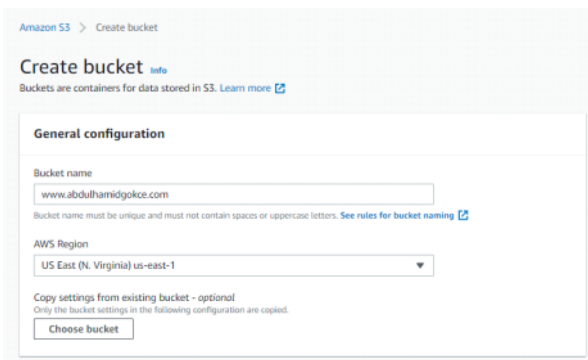 Amazon S3 > Create bucket
Create bucket Info
Buckets are containers for data stored in S3. Learn more
General configuration
Bucket name
www.abdulhamidgokce.com
Bucket name must be unique and must not contain spaces or uppercase letters. See rules for bucket naming
AWS Region
US East (N. Virginia) us-east-1
Copy settings from existing bucket - optional
Only the bucket settings in the following configuration are copied.
Choose bucket